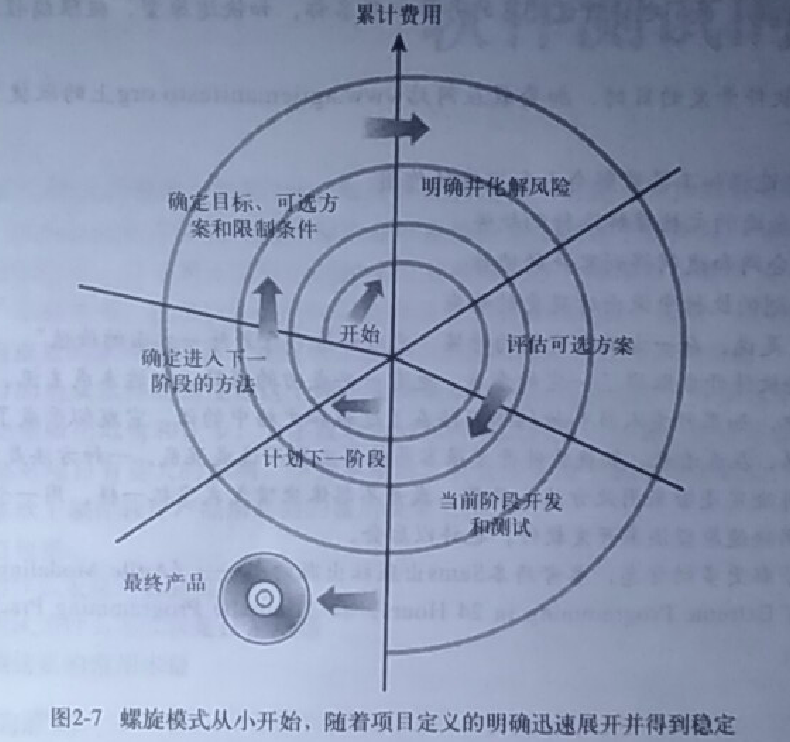 累计费用
明确并化解风险
确定目标、可选方
案和限制条件
开始
评估可选方案
确定进入下一
阶段的方法
计划下一阶段
当前阶段开发
和测试
最终产品
图2-7 螺旋模式从小开始，随着项目定义的明确迅速展开并得到稳定